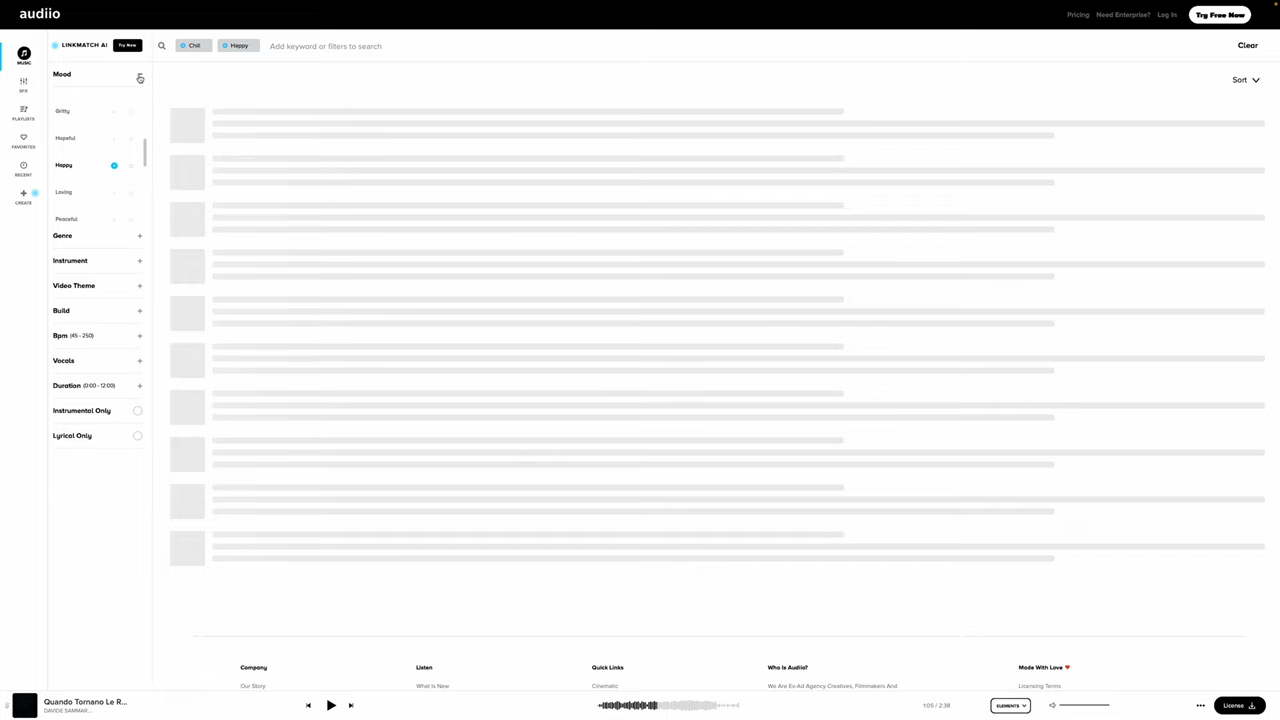 audiio
Pricing Need Enterprise? Log In Try Free Now
LINKMATCH AI Try Now
Chill Happy Add keyword or filters to search Clear
MUSIC
SFX
PLAYLISTS
FAVORITES
RECENT
CREATE
Mood
Gritty
Hopeful
Happy
Loving
Peaceful
Genre
Instrument
Video Theme
Build
Bpm (45 - 250)
Vocals
Duration (0:00 - 12:00)
Instrumental Only
Lyrical Only
Sort
Company Listen Quick Links Who Is Audiio? Made With Love
Our Story What Is New Cinematic We Are Ex-Ad Agency Creatives, Filmmakers And Licensing Terms
Quando Tornano Le R...
DAVIDE SAMMAR...
1:05 / 2:38
ELEMENTS
License